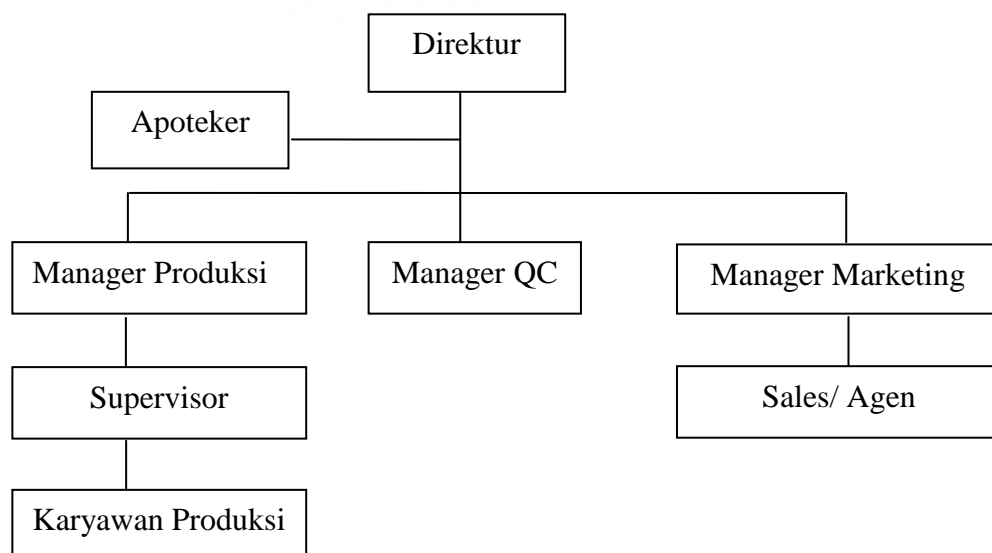 Direktur
Apoteker
Manager Produksi
Manager QC
Manager Marketing
Supervisor
Sales/ Agen
Karyawan Produksi